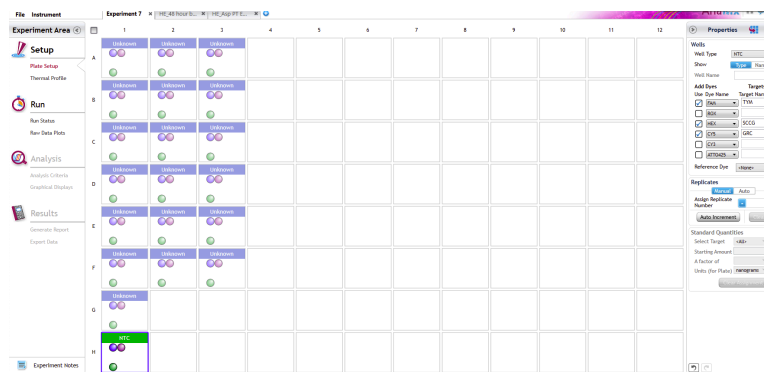 File Instrument
Experiment 7 × HE_48 hour b... × HE_Asp PT E... ×
Experiment Area
Setup
Plate Setup
Thermal Profile
Run
Run Status
Raw Data Plots
Analysis
Analysis Criteria
Graphical Displays
Results
Generate Report
Export Data
Experiment Notes
1 2 3 4 5 6 7 8 9 10 11 12
A Unknown Unknown Unknown
B Unknown Unknown Unknown
C Unknown Unknown Unknown
D Unknown Unknown Unknown
E Unknown Unknown Unknown
F Unknown Unknown Unknown
G Unknown
H NTC
Properties
Wells
Well Type NTC
Show Type Nam
Well Name
Add Dyes Target
Use Dye Name Target Nam
FAM TYM
ROX
HEX SCCG
CY5 GRC
CY3
ATTO425
Reference Dye <None>
Replicates
Manual Auto
Assign Replicate
Number
Auto Increment
Standard Quantities
Select Target <All>
Starting Amount
A factor of
Units (for Plate) nanograms